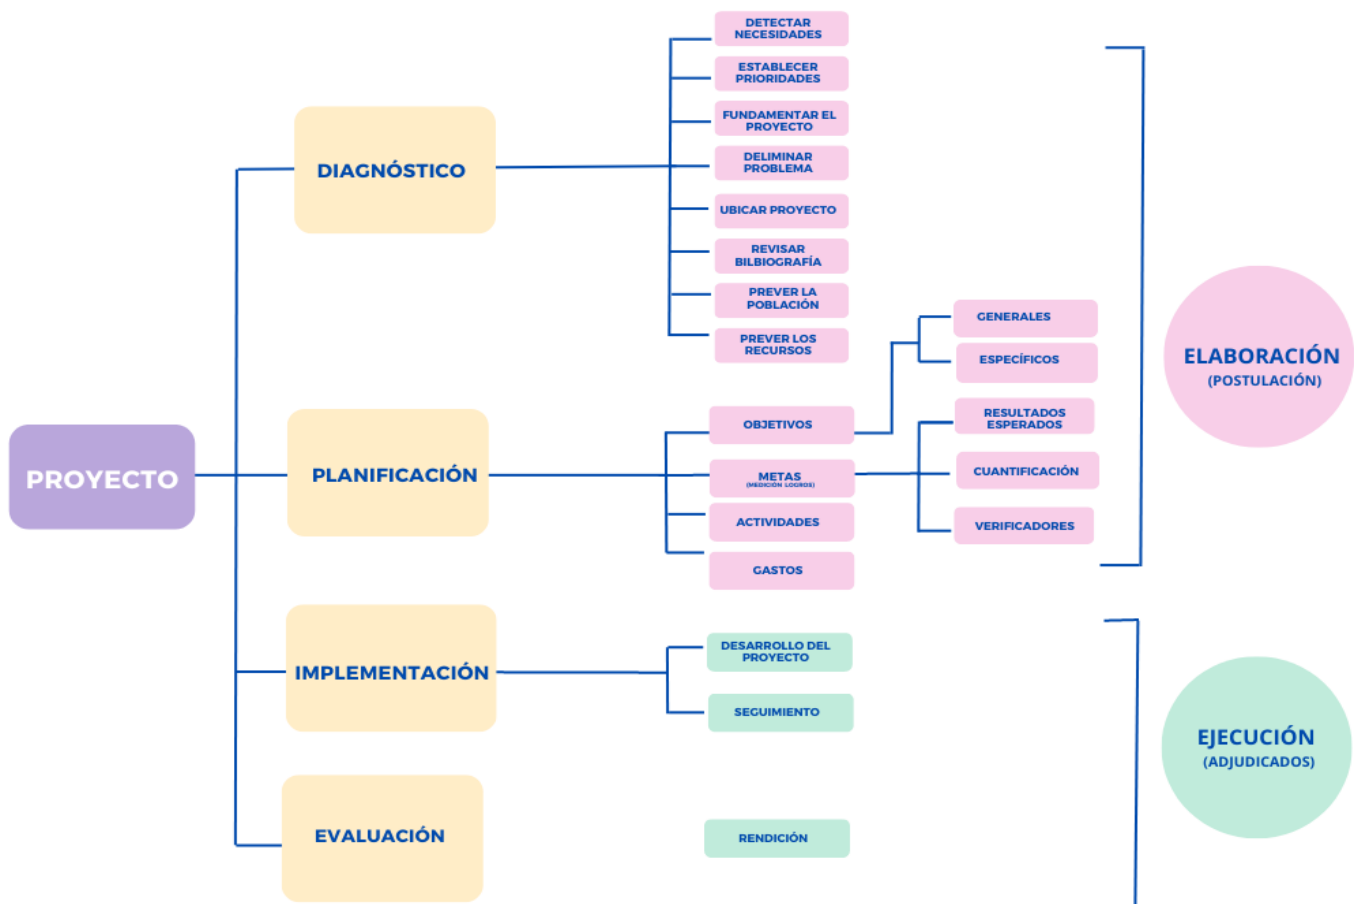 PROYECTO
DIAGNÓSTICO
DETECTAR
NECESIDADES
ESTABLECER
PRIORIDADES
FUNDAMENTAR EL
PROYECTO
DELIMINAR
PROBLEMA
UBICAR PROYECTO
REVISAR
BILBIOGRAFÍA
PREVER LA
POBLACIÓN
PREVER LOS
RECURSOS
PLANIFICACIÓN
OBJETIVOS
GENERALES
ESPECÍFICOS
METAS
(MEDICIÓN LOGROS)
RESULTADOS
ESPERADOS
CUANTIFICACIÓN
VERIFICADORES
ACTIVIDADES
GASTOS
ELABORACIÓN
(POSTULACIÓN)
IMPLEMENTACIÓN
DESARROLLO DEL
PROYECTO
SEGUIMIENTO
EVALUACIÓN
RENDICIÓN
EJECUCIÓN
(ADJUDICADOS)